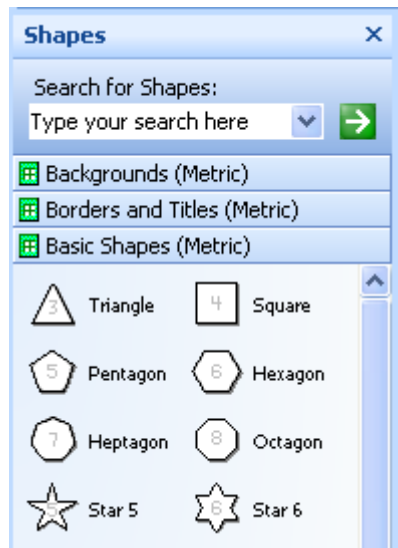 Shapes
Search for Shapes:
Type your search here
Backgrounds (Metric)
Borders and Titles (Metric)
Basic Shapes (Metric)
3 Triangle 4 Square
5 Pentagon 6 Hexagon
7 Heptagon 8 Octagon
5 Star 5 6 Star 6